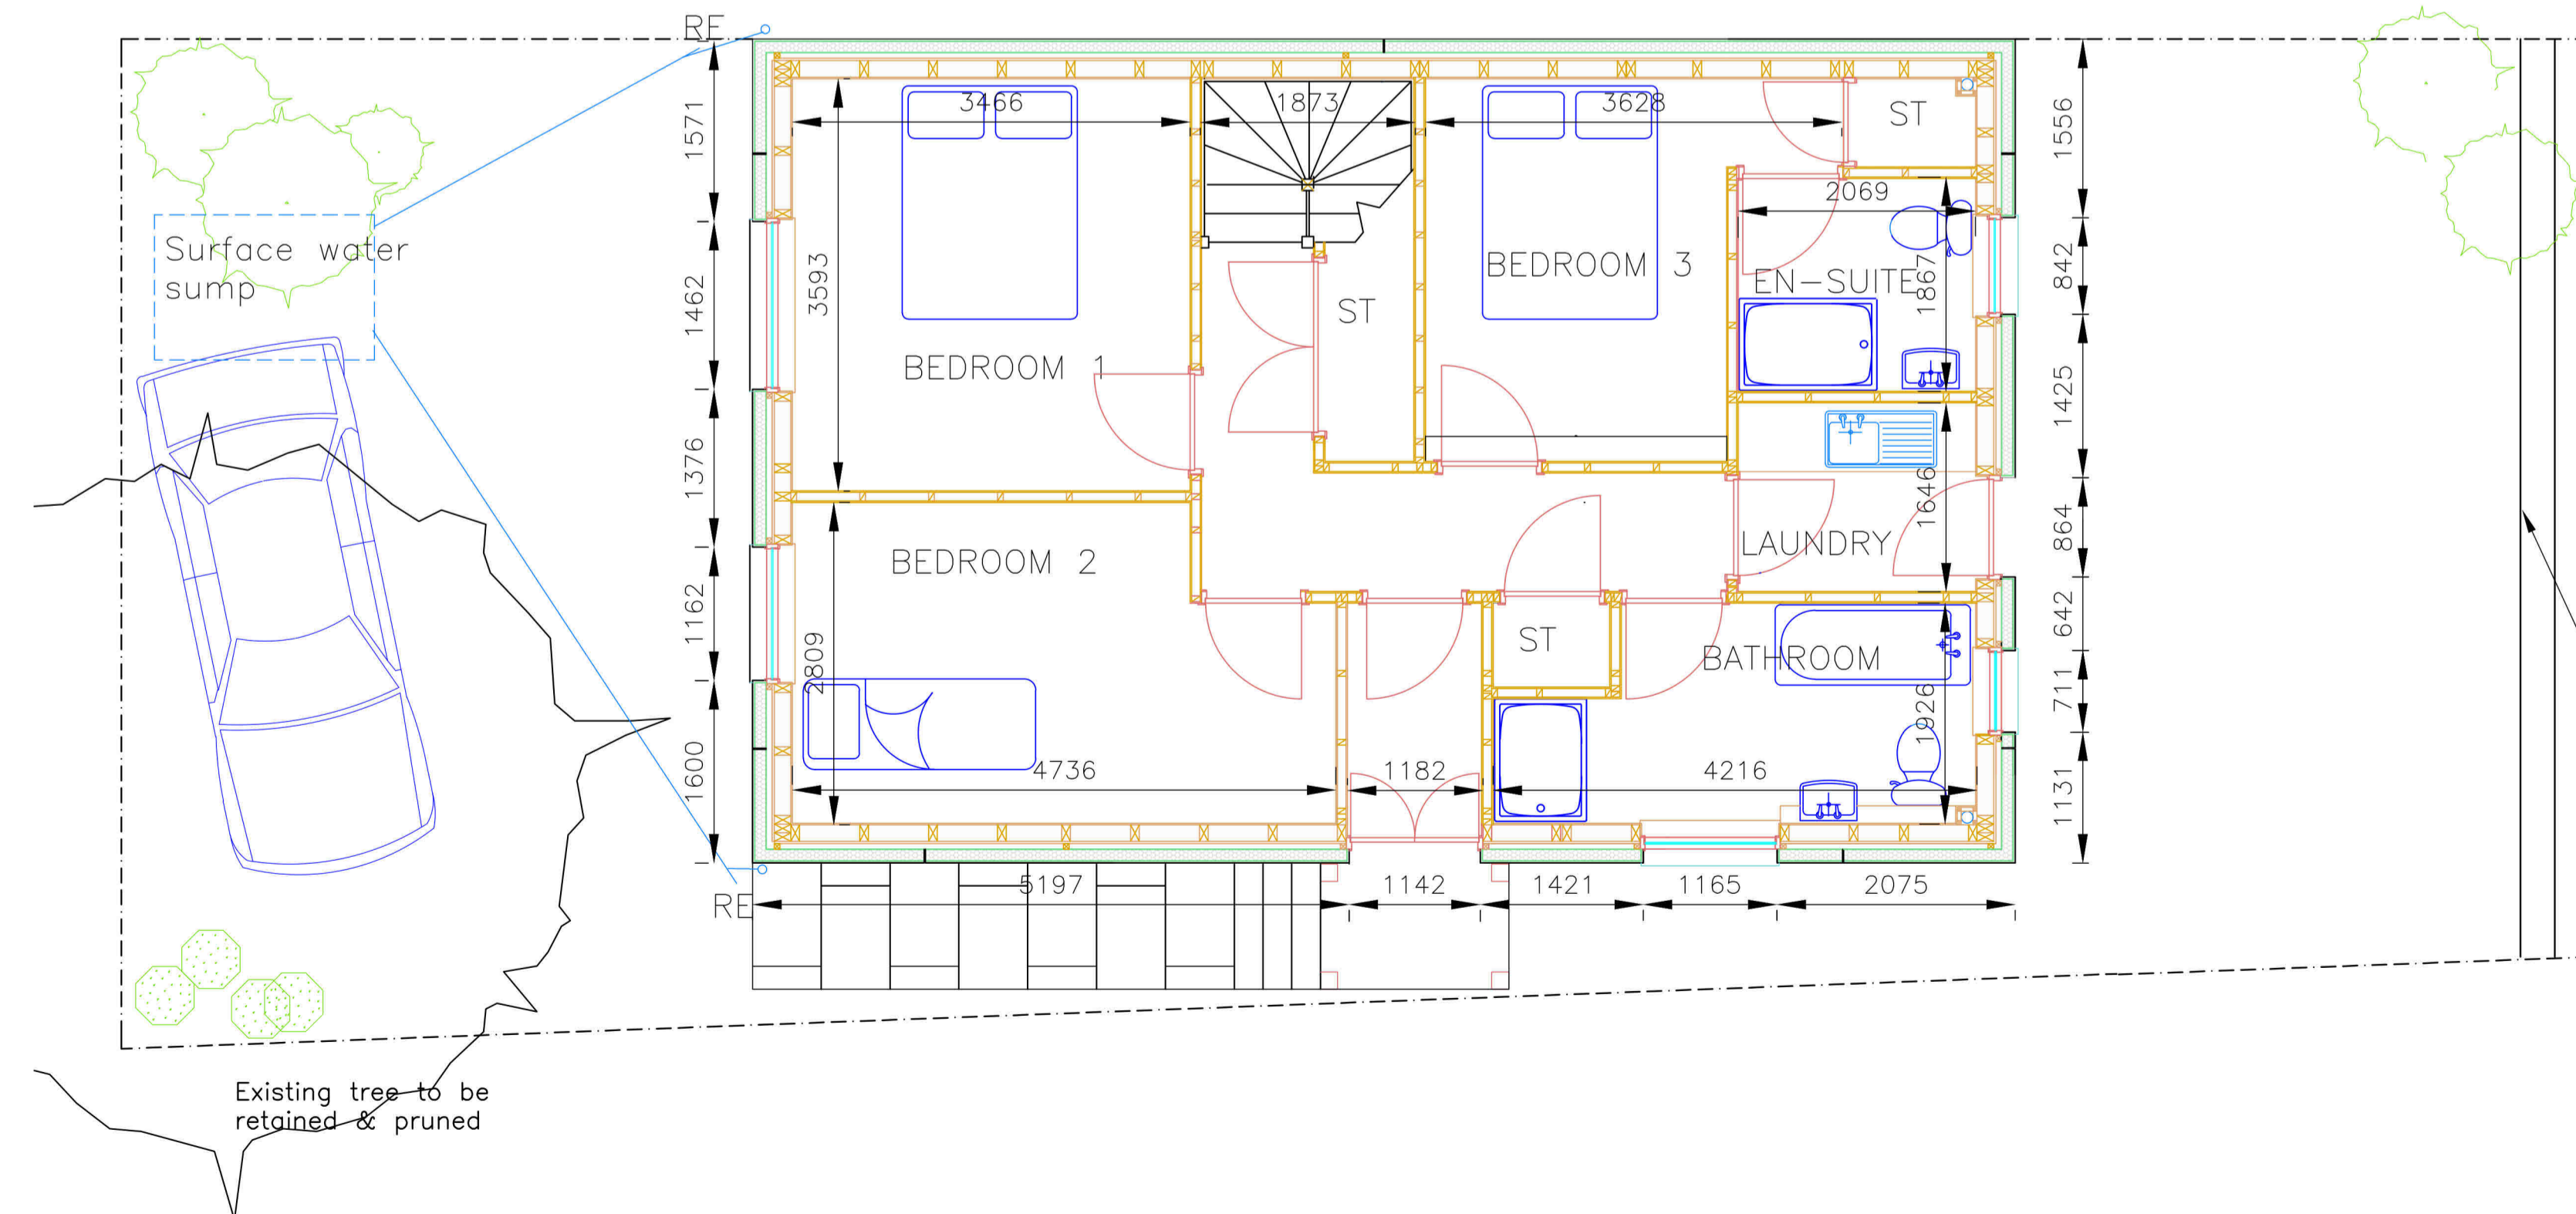 RE
3466
1873
3628
ST
1571
1556
2069
Surface water
sump
3593
BEDROOM 3
EN-SUITE
1867
842
1462
ST
BEDROOM 1
1425
1376
1646
864
BEDROOM 2
LAUNDRY
1162
2809
ST
BATHROOM
642
1926
711
1600
4736
1182
4216
1131
RE
5197
1142
1421
1165
2075
Existing tree to be
retained & pruned